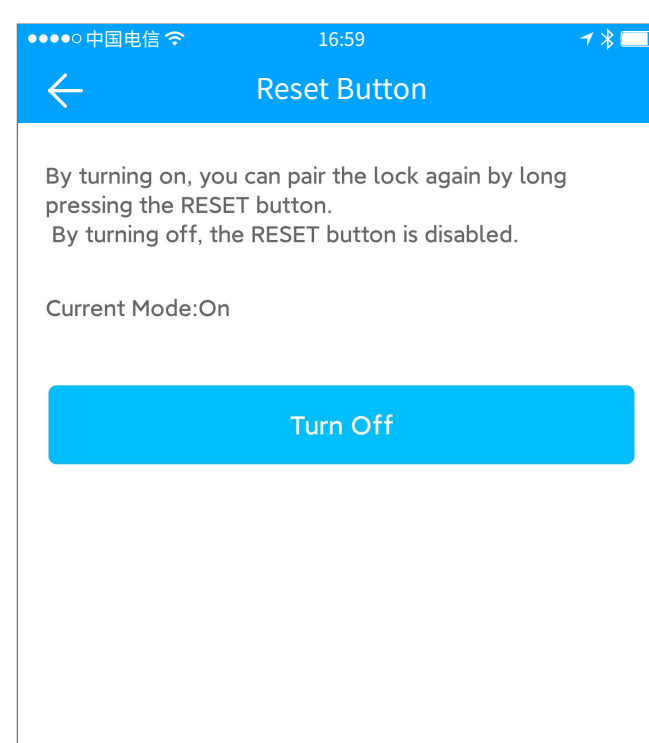 中国电信 16:59
Reset Button
By turning on, you can pair the lock again by long
pressing the RESET button.
By turning off, the RESET button is disabled.
Current Mode:On
Turn Off